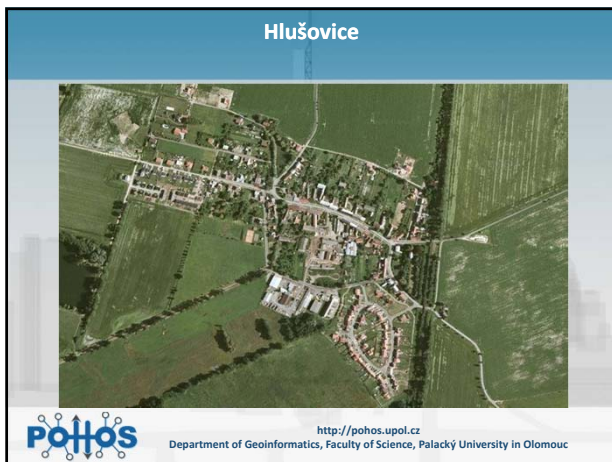 Hlušovice
POHOS
http://pohos.upol.cz
Department of Geoinformatics, Faculty of Science, Palacký University in Olomouc